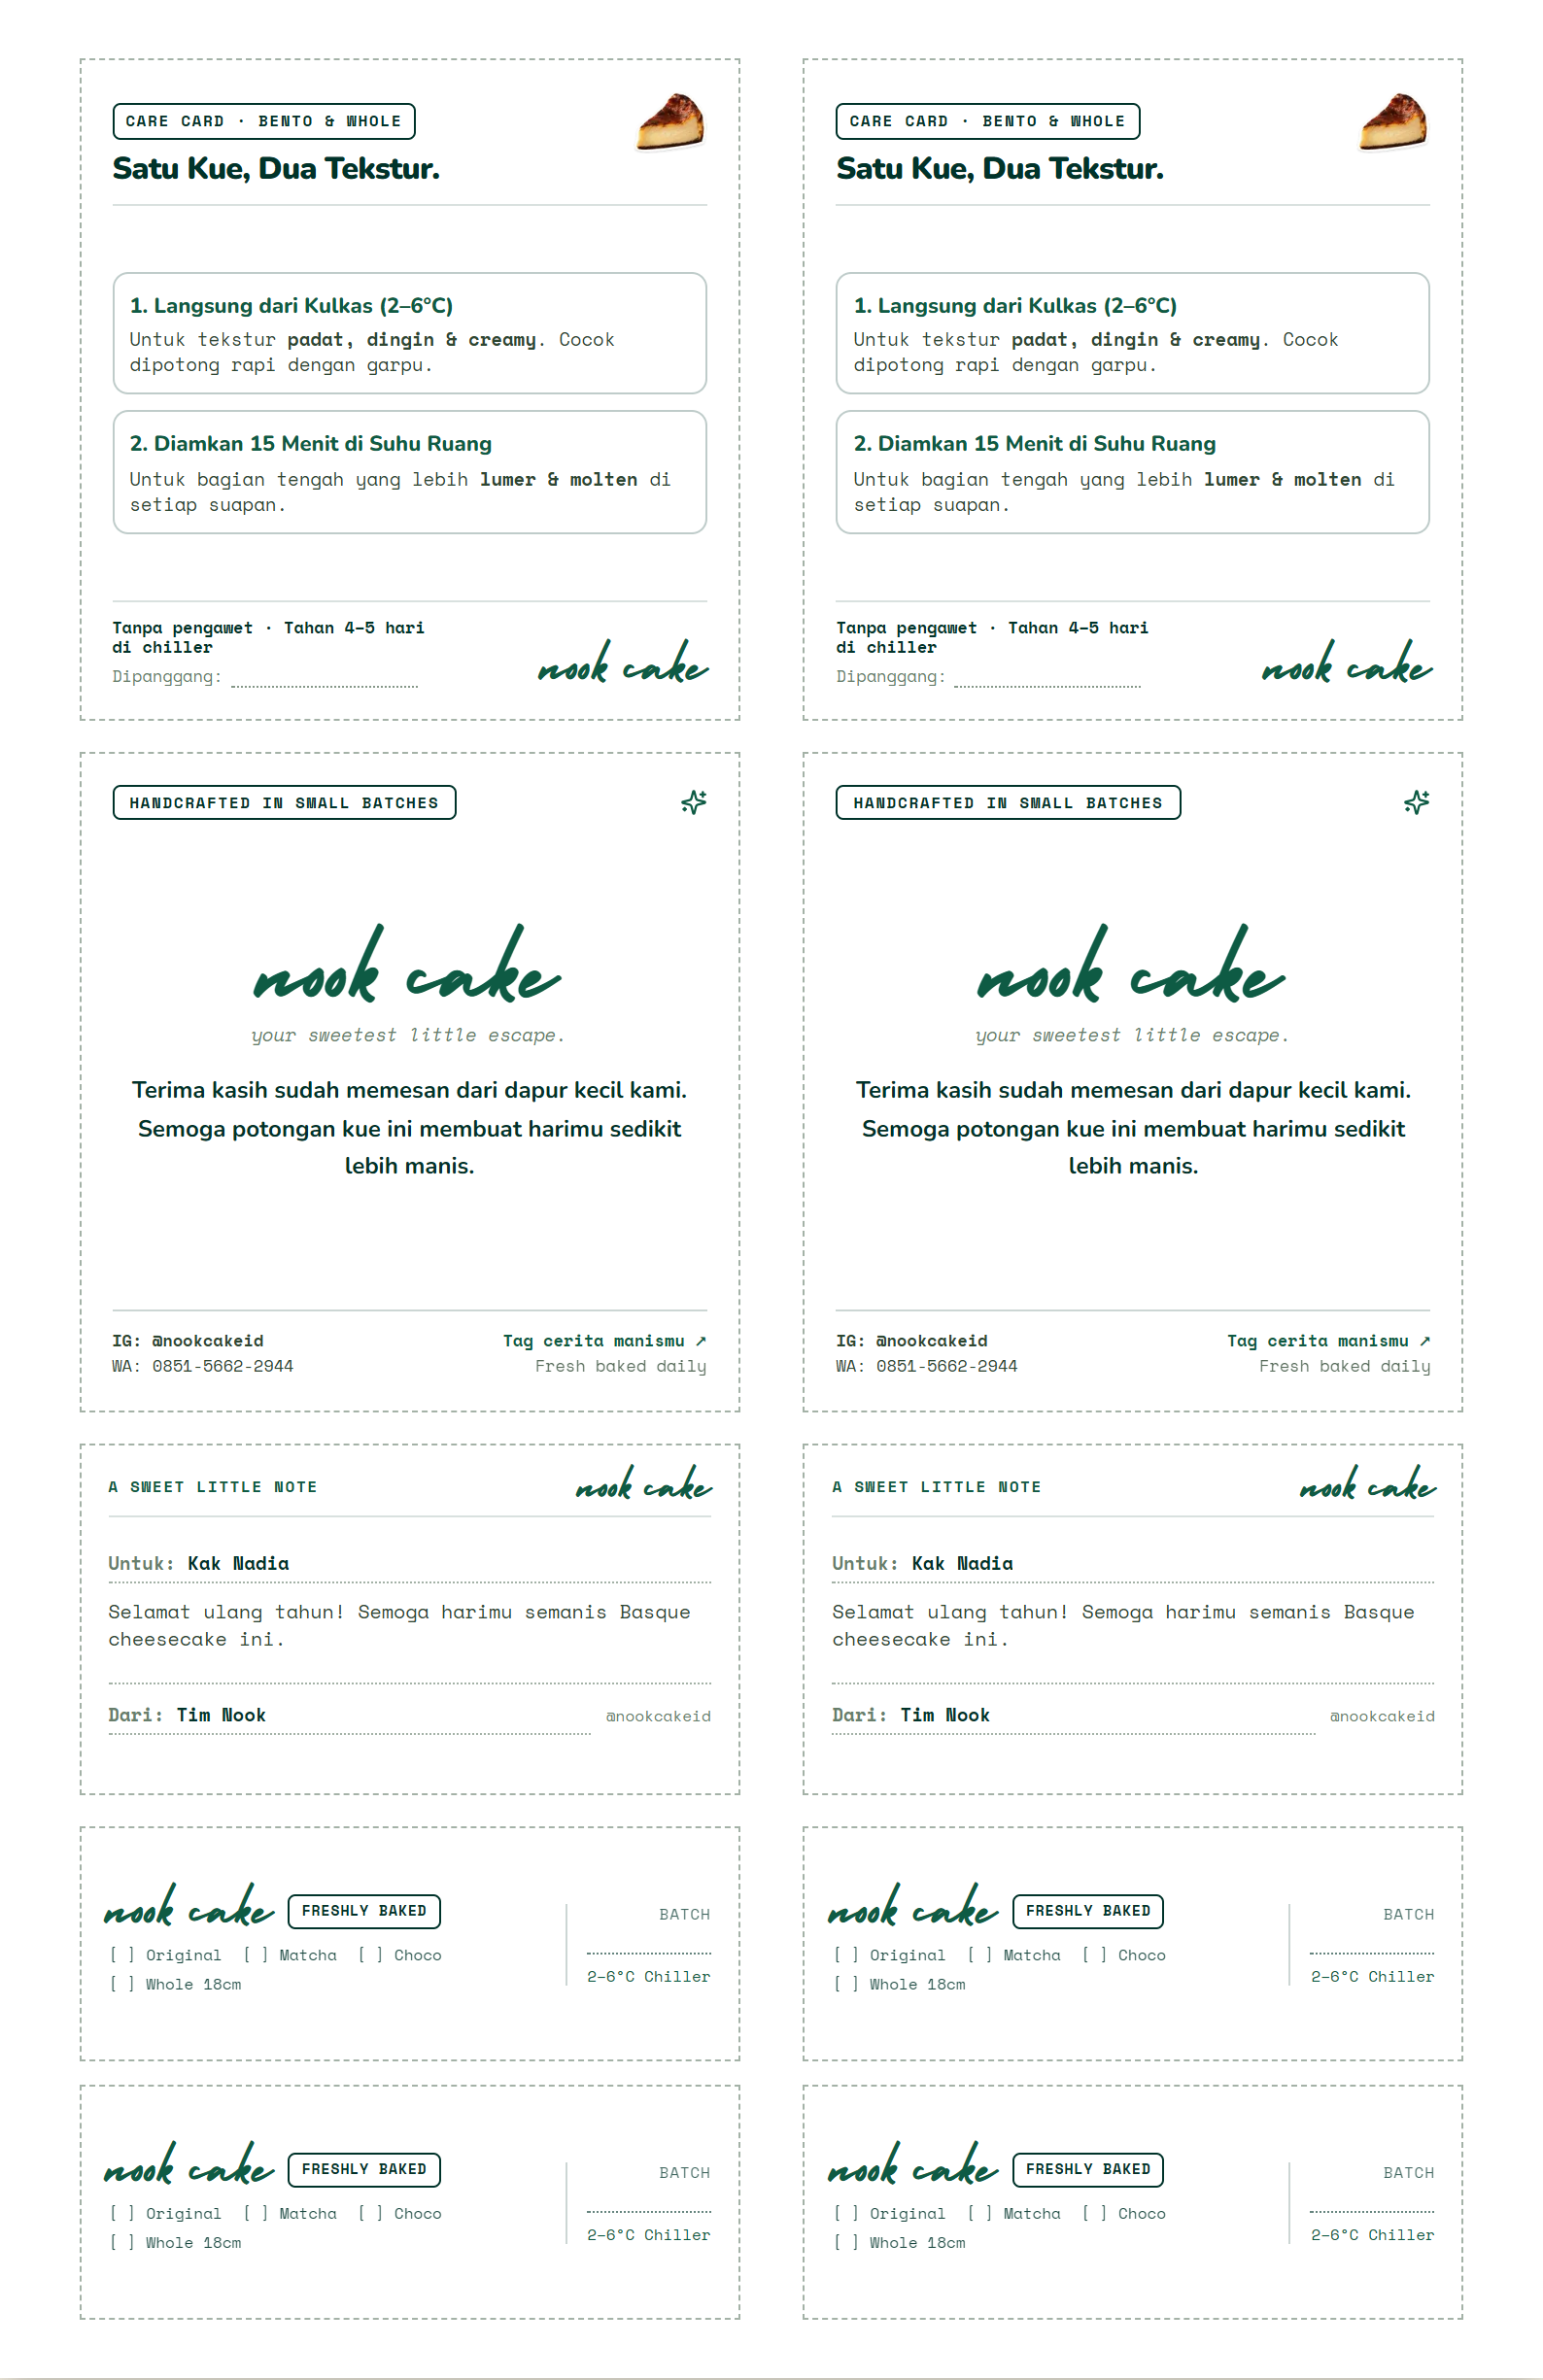 CARE CARD · BENTO & WHOLE
Satu Kue, Dua Tekstur.
1. Langsung dari Kulkas (2–6°C)
Untuk tekstur padat, dingin & creamy. Cocok
dipotong rapi dengan garpu.
2. Diamkan 15 Menit di Suhu Ruang
Untuk bagian tengah yang lebih lumer & molten di
setiap suapan.
Tanpa pengawet · Tahan 4–5 hari
di chiller
Dipanggang:
nook cake
CARE CARD · BENTO & WHOLE
Satu Kue, Dua Tekstur.
1. Langsung dari Kulkas (2–6°C)
Untuk tekstur padat, dingin & creamy. Cocok
dipotong rapi dengan garpu.
2. Diamkan 15 Menit di Suhu Ruang
Untuk bagian tengah yang lebih lumer & molten di
setiap suapan.
Tanpa pengawet · Tahan 4–5 hari
di chiller
Dipanggang:
nook cake
HANDCRAFTED IN SMALL BATCHES
nook cake
your sweetest little escape.
Terima kasih sudah memesan dari dapur kecil kami.
Semoga potongan kue ini membuat harimu sedikit
lebih manis.
IG: @nookcakeid
WA: 0851-5662-2944
Tag cerita manismu ↗
Fresh baked daily
HANDCRAFTED IN SMALL BATCHES
nook cake
your sweetest little escape.
Terima kasih sudah memesan dari dapur kecil kami.
Semoga potongan kue ini membuat harimu sedikit
lebih manis.
IG: @nookcakeid
WA: 0851-5662-2944
Tag cerita manismu ↗
Fresh baked daily
A SWEET LITTLE NOTE
nook cake
Untuk: Kak Nadia
Selamat ulang tahun! Semoga harimu semanis Basque
cheesecake ini.
Dari: Tim Nook
@nookcakeid
A SWEET LITTLE NOTE
nook cake
Untuk: Kak Nadia
Selamat ulang tahun! Semoga harimu semanis Basque
cheesecake ini.
Dari: Tim Nook
@nookcakeid
nook cake
FRESHLY BAKED
[ ] Original [ ] Matcha [ ] Choco
[ ] Whole 18cm
BATCH
2–6°C Chiller
nook cake
FRESHLY BAKED
[ ] Original [ ] Matcha [ ] Choco
[ ] Whole 18cm
BATCH
2–6°C Chiller
nook cake
FRESHLY BAKED
[ ] Original [ ] Matcha [ ] Choco
[ ] Whole 18cm
BATCH
2–6°C Chiller
nook cake
FRESHLY BAKED
[ ] Original [ ] Matcha [ ] Choco
[ ] Whole 18cm
BATCH
2–6°C Chiller